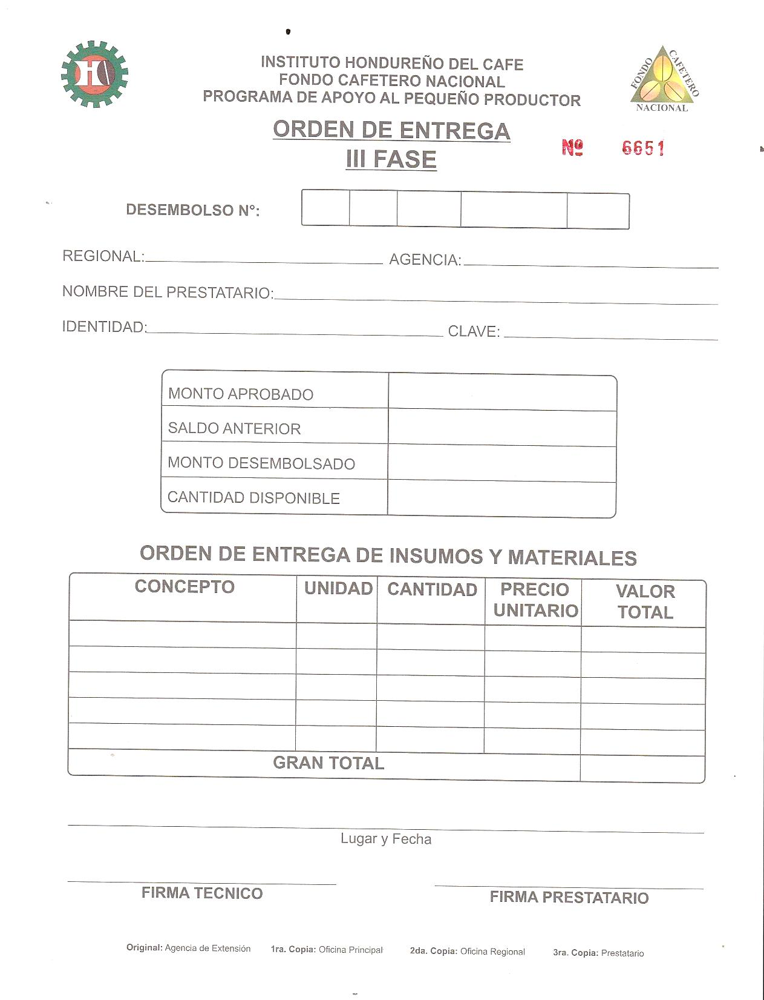 INSTITUTO HONDUREÑO DEL CAFE
FONDO CAFETERO NACIONAL
FONDO CAFETERO NACIONAL
PROGRAMA DE APOYO AL PEQUEÑO PRODUCTOR
ORDEN DE ENTREGA
Nº 6651
III FASE
DESEMBOLSO N°:
REGIONAL: AGENCIA:
NOMBRE DEL PRESTATARIO:
IDENTIDAD: CLAVE:
MONTO APROBADO
SALDO ANTERIOR
MONTO DESEMBOLSADO
CANTIDAD DISPONIBLE
ORDEN DE ENTREGA DE INSUMOS Y MATERIALES
CONCEPTO UNIDAD CANTIDAD PRECIO UNITARIO VALOR TOTAL
GRAN TOTAL
Lugar y Fecha
FIRMA TECNICO FIRMA PRESTATARIO
Original: Agencia de Extensión 1ra. Copia: Oficina Principal 2da. Copia: Oficina Regional 3ra. Copia: Prestatario